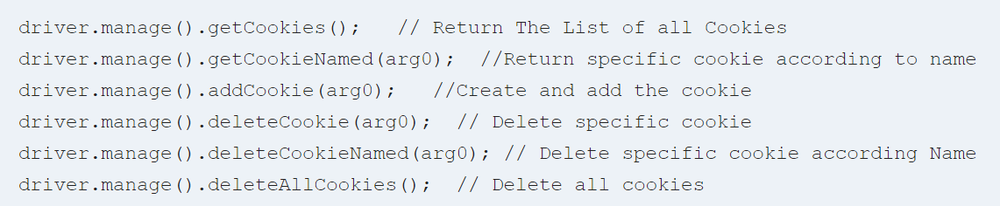 driver.manage().getCookies();   // Return The List of all Cookies
driver.manage().getCookieNamed(arg0);  //Return specific cookie according to name
driver.manage().addCookie(arg0);   //Create and add the cookie
driver.manage().deleteCookie(arg0);  // Delete specific cookie
driver.manage().deleteCookieNamed(arg0); // Delete specific cookie according Name
driver.manage().deleteAllCookies();  // Delete all cookies